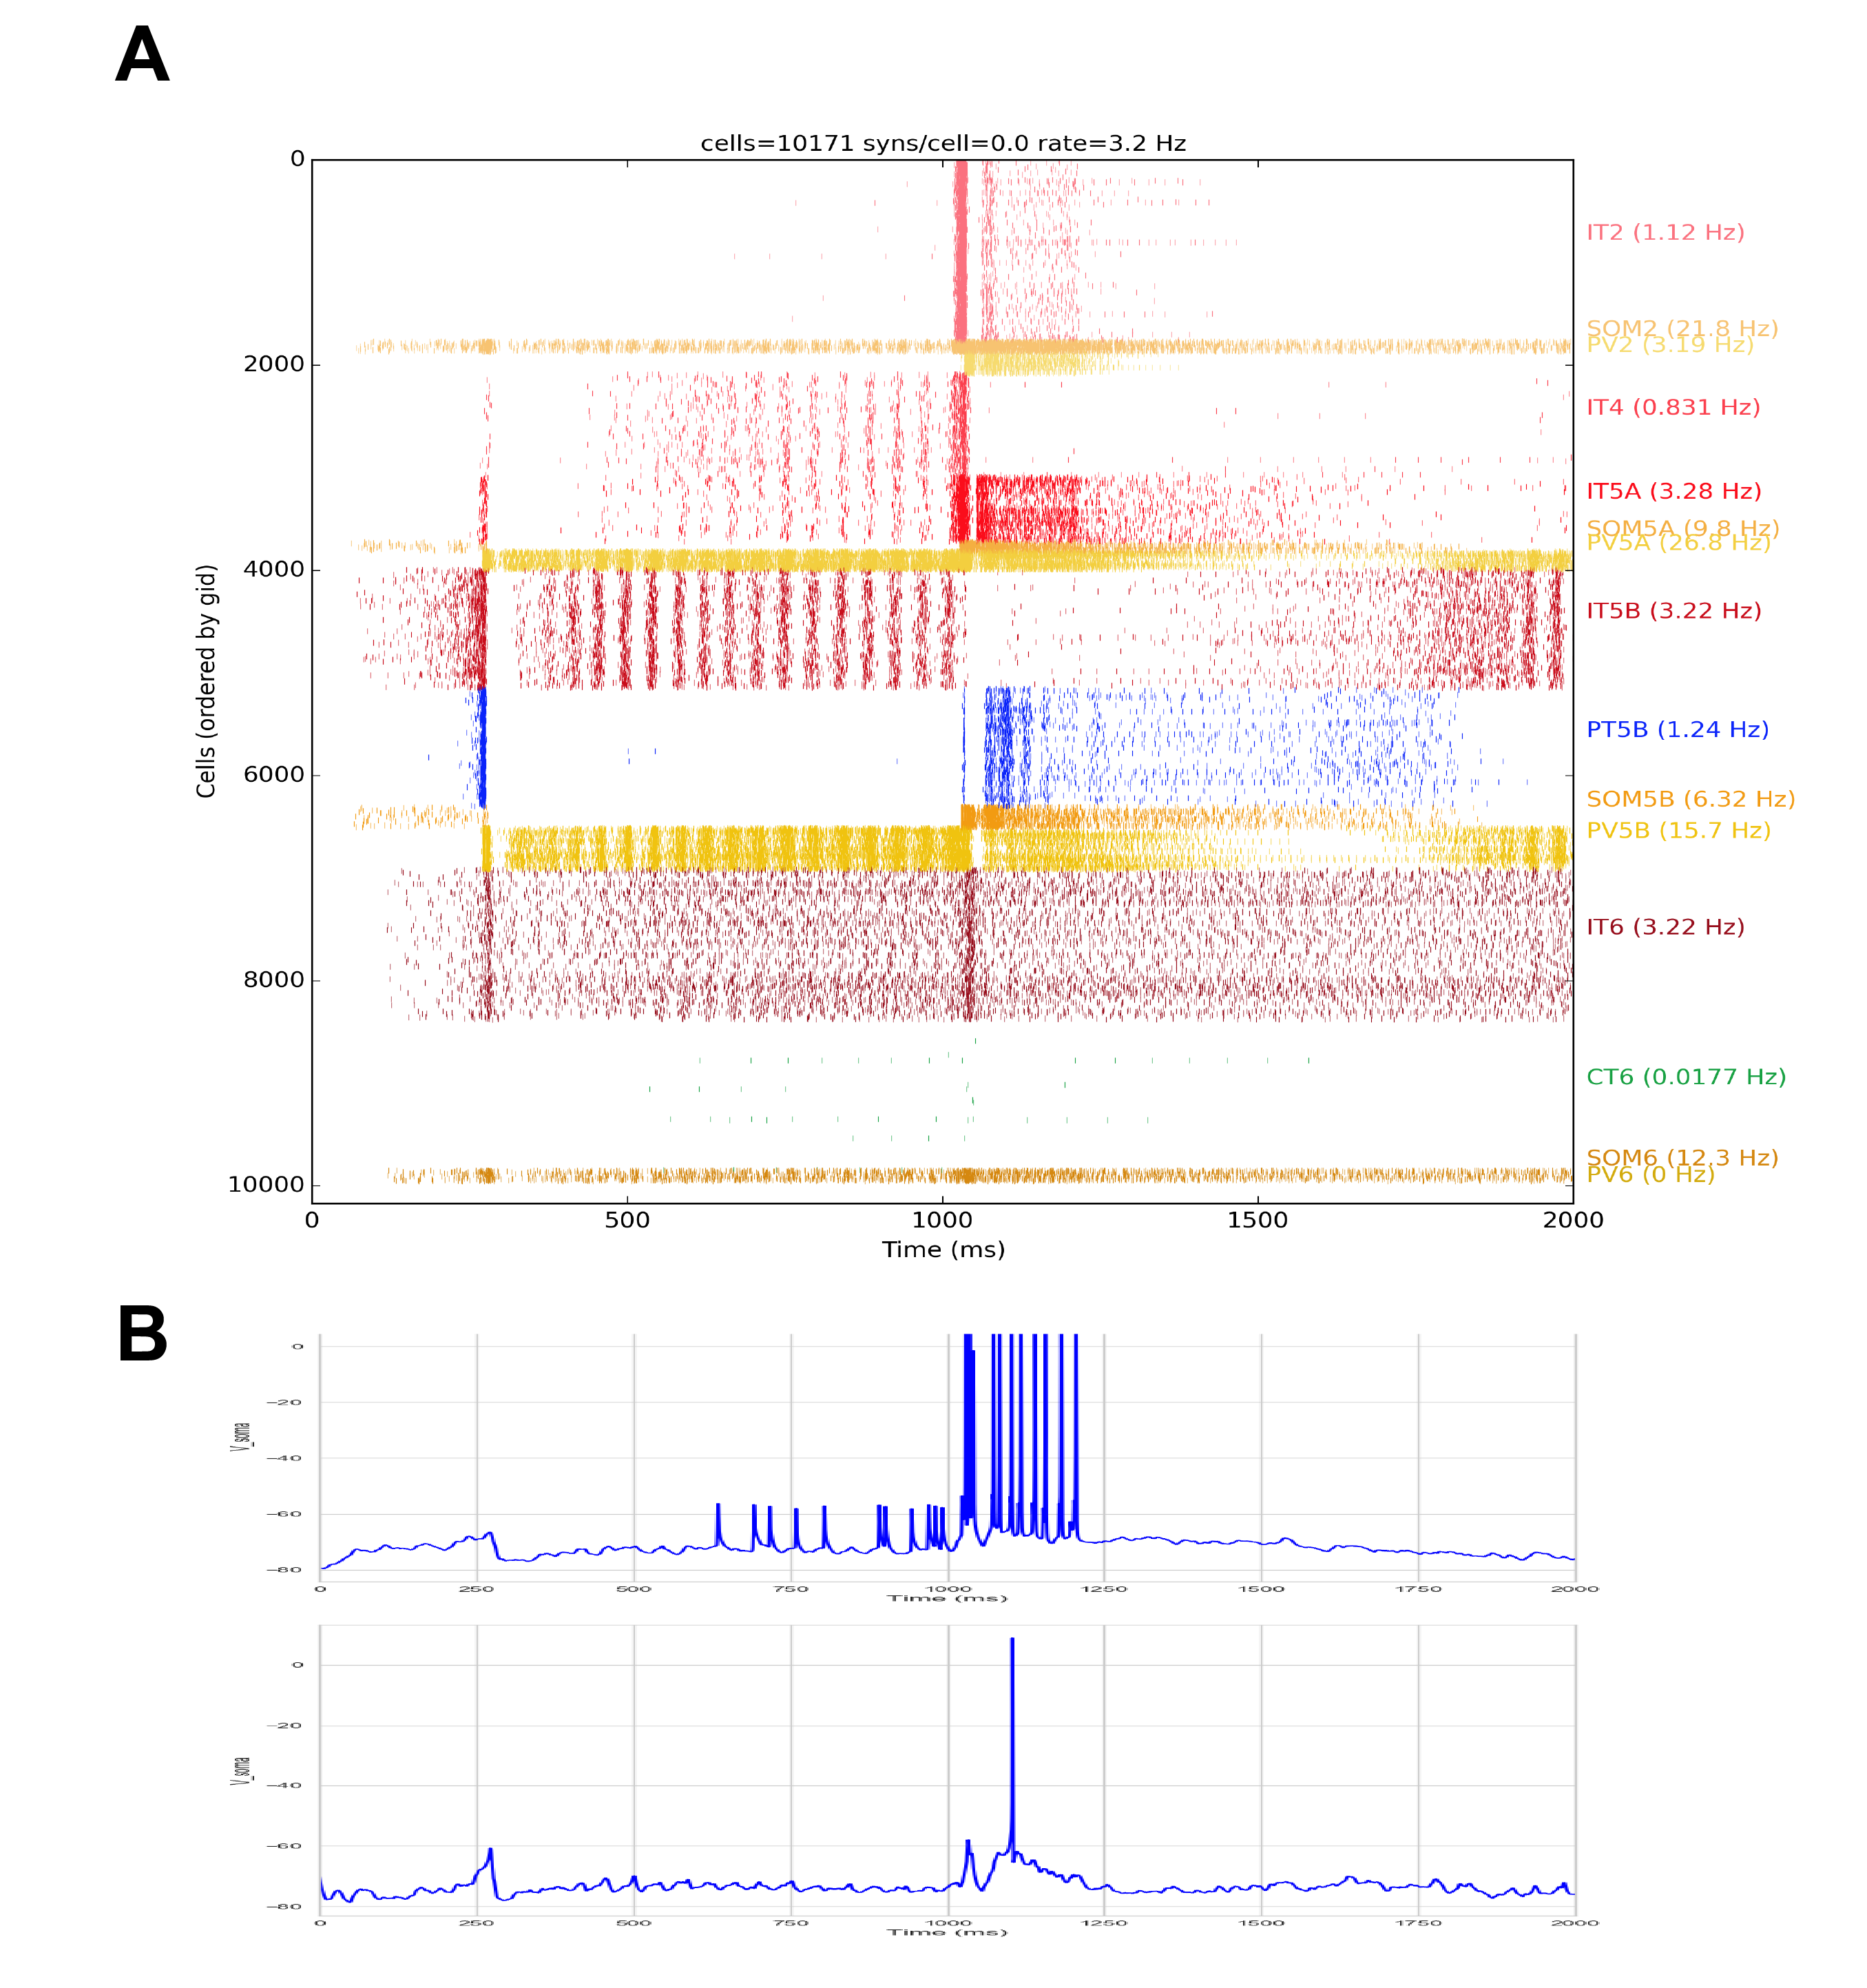 A
cells=10171 syns/cell=0.0 rate=3.2 Hz
0
2000
4000
6000
8000
10000
Cells (ordered by gid)
IT2 (1.12 Hz)
SOM2 (21.8 Hz)
PV2 (3.19 Hz)
IT4 (0.831 Hz)
IT5A (3.28 Hz)
SOM5A (9.8 Hz)
PV5A (26.8 Hz)
IT5B (3.22 Hz)
PT5B (1.24 Hz)
SOM5B (6.32 Hz)
PV5B (15.7 Hz)
IT6 (3.22 Hz)
CT6 (0.0177 Hz)
SOM6 (12.3 Hz)
PV6 (0 Hz)
0 500 1000 1500 2000
Time (ms)
B
0
−20
−40
−60
−80
V_soma
0 250 500 750 1000 1250 1500 1750 2000
Time (ms)
0
−20
−40
−60
−80
V_soma
0 250 500 750 1000 1250 1500 1750 2000
Time (ms)